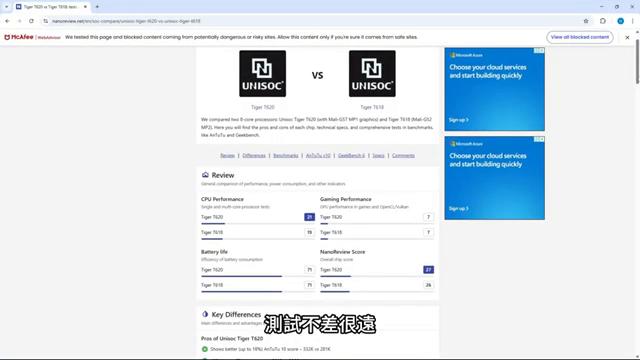 Tiger T620 vs Tiger T618: tests
nanoreview.net/en/soc-compare/unisoc-tiger-t620-vs-unisoc-tiger-t618
McAfee WebAdvisor
We tested this page and blocked content coming from potentially dangerous or risky sites. Allow this content only if you're sure it comes from safe sites.
View all blocked content
UNISOC
VS
UNISOC
Tiger T620
Tiger T618
We compared two 8-core processors: Unisoc Tiger T620 (with Mali-G57 MP1 graphics) and Tiger T618 (Mali-G52
MP2). Here you will find the pros and cons of each chip, technical specs, and comprehensive tests in benchmarks,
like AnTuTu and Geekbench.
Review | Differences | Benchmarks | AnTuTu v10 | GeekBench 6 | Specs | Comments
Review
General comparison of performance, power consumption, and other indicators
CPU Performance
Single and multi-core processor tests
Tiger T620 21
Tiger T618 19
Gaming Performance
GPU performance in games and OpenCL/Vulkan
Tiger T620 7
Tiger T618 7
Battery life
Efficiency of battery consumption
Tiger T620 71
Tiger T618 71
NanoReview Score
Overall chip score
Tiger T620 27
Tiger T618 26
Key Differences
Main differences and advantages
Pros of Unisoc Tiger T620
Shows better (up to 18%) AnTuTu 10 score – 332K vs 281K
Microsoft Azure
Choose your cloud services
and start building quickly
Sign up
Microsoft Azure
Choose your cloud services
and start building quickly
Sign up
測試不差很遠